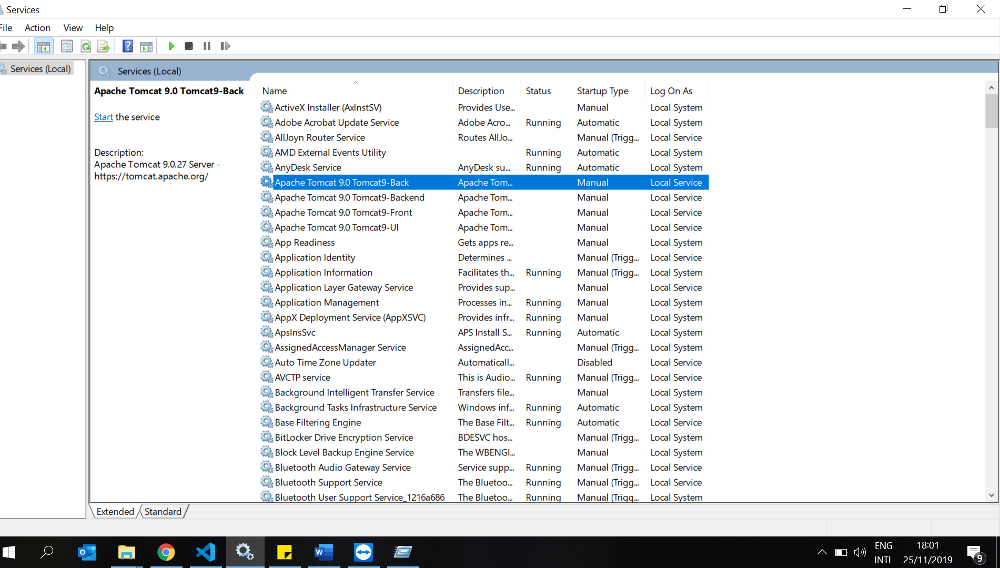 Services
File Action View Help
Services (Local)
Services (Local)
Apache Tomcat 9.0 Tomcat9-Back
Start the service
Description:
Apache Tomcat 9.0.27 Server -
https://tomcat.apache.org/
Name Description Status Startup Type Log On As
ActiveX Installer (AxInstSV) Provides Use... Manual Local System
Adobe Acrobat Update Service Adobe Acro... Running Automatic Local System
AllJoyn Router Service Routes AllJo... Manual (Trigg... Local Service
AMD External Events Utility Running Automatic Local System
AnyDesk Service AnyDesk su... Running Automatic Local System
Apache Tomcat 9.0 Tomcat9-Back Apache Tom... Manual Local Service
Apache Tomcat 9.0 Tomcat9-Backend Apache Tom... Manual Local Service
Apache Tomcat 9.0 Tomcat9-Front Apache Tom... Manual Local Service
Apache Tomcat 9.0 Tomcat9-UI Apache Tom... Manual Local Service
App Readiness Gets apps re... Manual Local System
Application Identity Determines ... Manual (Trigg... Local Service
Application Information Facilitates th... Running Manual (Trigg... Local System
Application Layer Gateway Service Provides sup... Manual Local Service
Application Management Processes in... Running Manual Local System
AppX Deployment Service (AppXSVC) Provides infr... Running Manual Local System
ApsInsSvc APS Install S... Running Automatic Local System
AssignedAccessManager Service AssignedAcc... Manual (Trigg... Local System
Auto Time Zone Updater Automaticall... Disabled Local Service
AVCTP service This is Audio... Running Manual (Trigg... Local Service
Background Intelligent Transfer Service Transfers file... Manual Local System
Background Tasks Infrastructure Service Windows inf... Running Automatic Local System
Base Filtering Engine The Base Filt... Running Automatic Local Service
BitLocker Drive Encryption Service BDESVC hos... Manual (Trigg... Local System
Block Level Backup Engine Service The WBENGI... Manual Local System
Bluetooth Audio Gateway Service Service supp... Running Manual (Trigg... Local Service
Bluetooth Support Service The Bluetoo... Running Manual (Trigg... Local Service
Bluetooth User Support Service_1216a686 The Bluetoo... Running Manual (Trigg... Local System
Extended Standard
ENG 18:01
INTL 25/11/2019 9